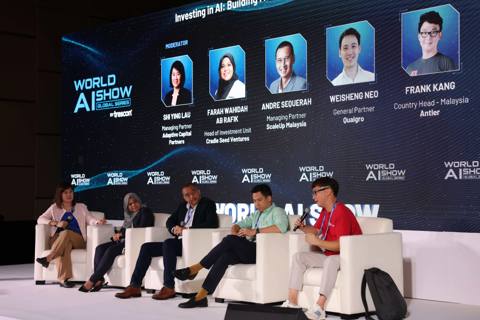 Investing in AI: Building
MODERATOR
WORLD
AI SHOW
GLOBAL SERIES
BY trescon
SHI YING LAU
Managing Partner
Adaptive Capital
Partners
FARAH WAHIDAH
AB RAFIK
Head of Investment Unit
Cradle Seed Ventures
ANDRE SEQUERAH
Managing Partner
ScaleUp Malaysia
WEISHENG NEO
General Partner
Qualgro
FRANK KANG
Country Head - Malaysia
Antler
WORLD
AI SHOW
WORLD
AI SHOW
WORLD
AI SHOW
WORLD
AI SHOW
WORLD
AI SHOW
WORLD
AI SHOW
WORLD
AI SHOW
WORLD AI SHOW